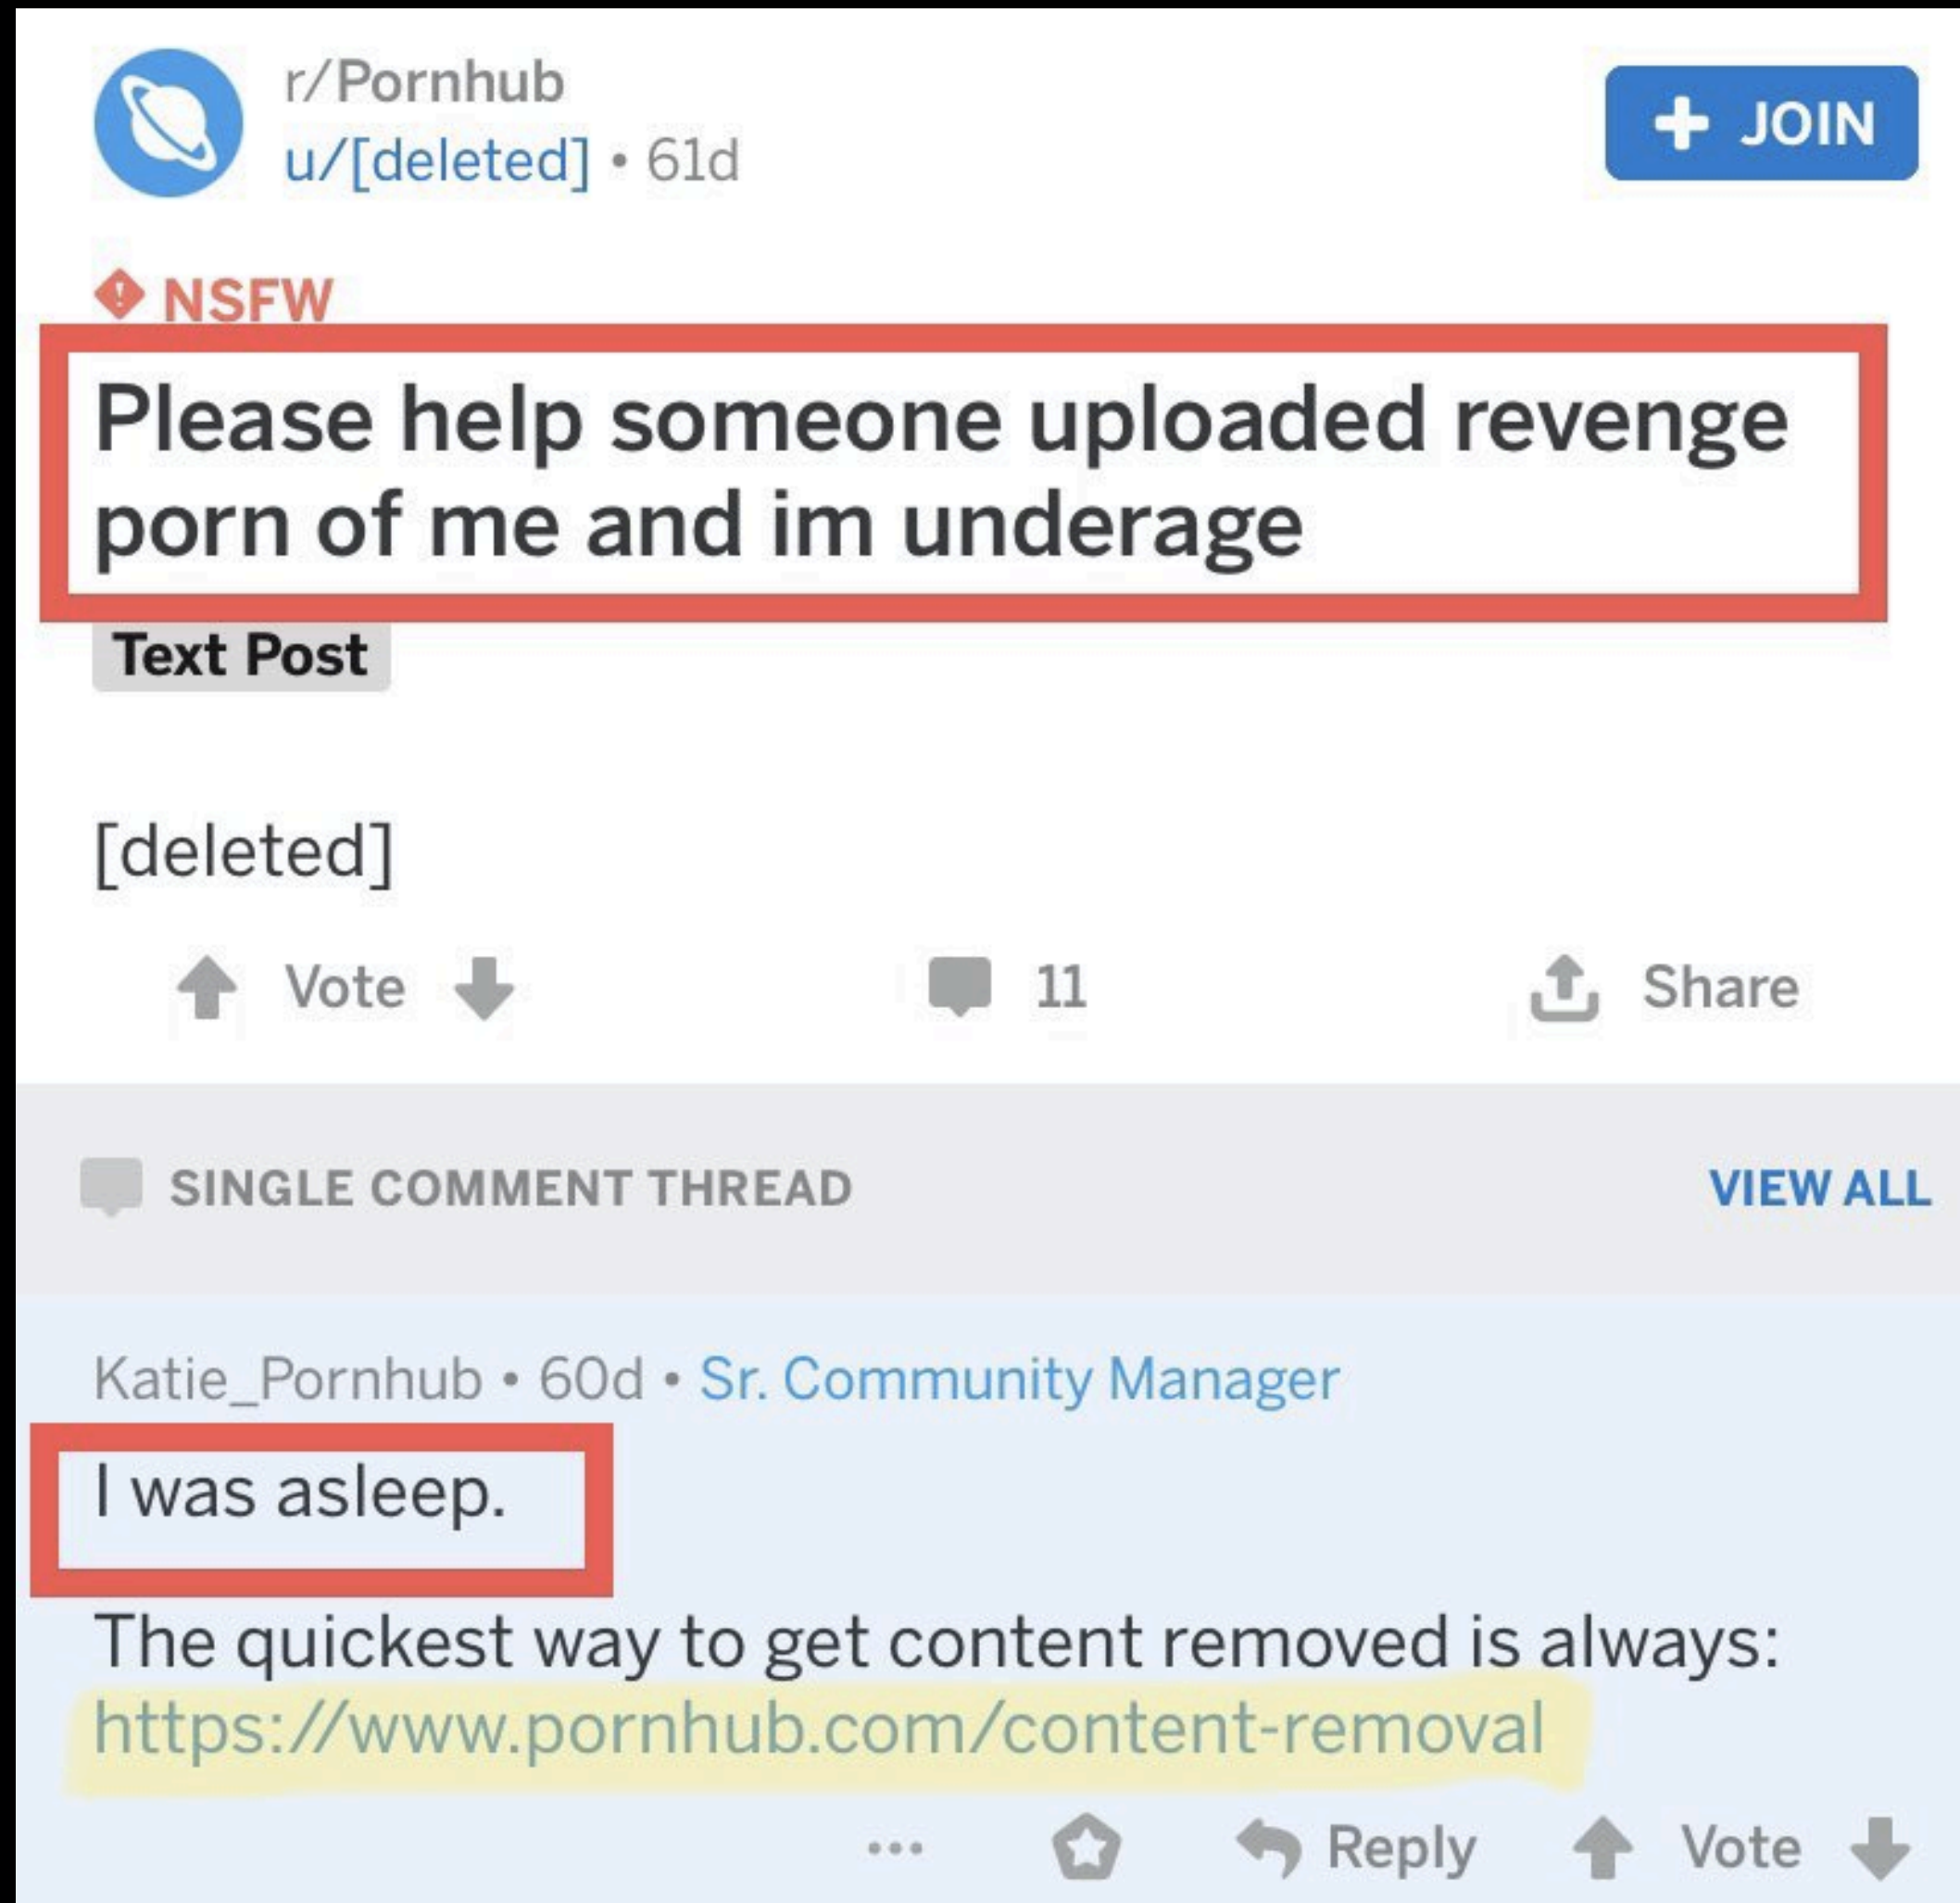 r/Pornhub
u/[deleted] • 61d
+ JOIN
NSFW
Please help someone uploaded revenge
porn of me and im underage
Text Post
[deleted]
Vote
11
Share
SINGLE COMMENT THREAD
VIEW ALL
Katie_Pornhub • 60d • Sr. Community Manager
I was asleep.
The quickest way to get content removed is always:
https://www.pornhub.com/content-removal
... Reply Vote